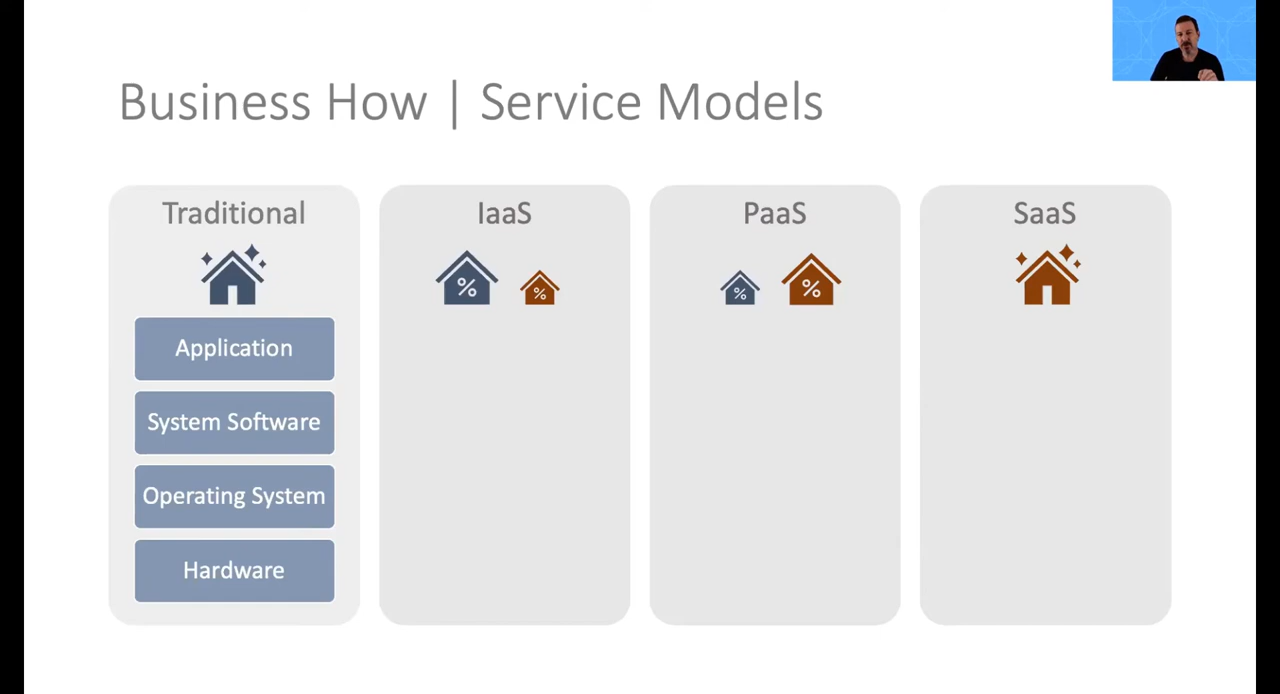 Business How | Service Models
Traditional
IaaS
PaaS
SaaS
%
%
%
%
Application
System Software
Operating System
Hardware